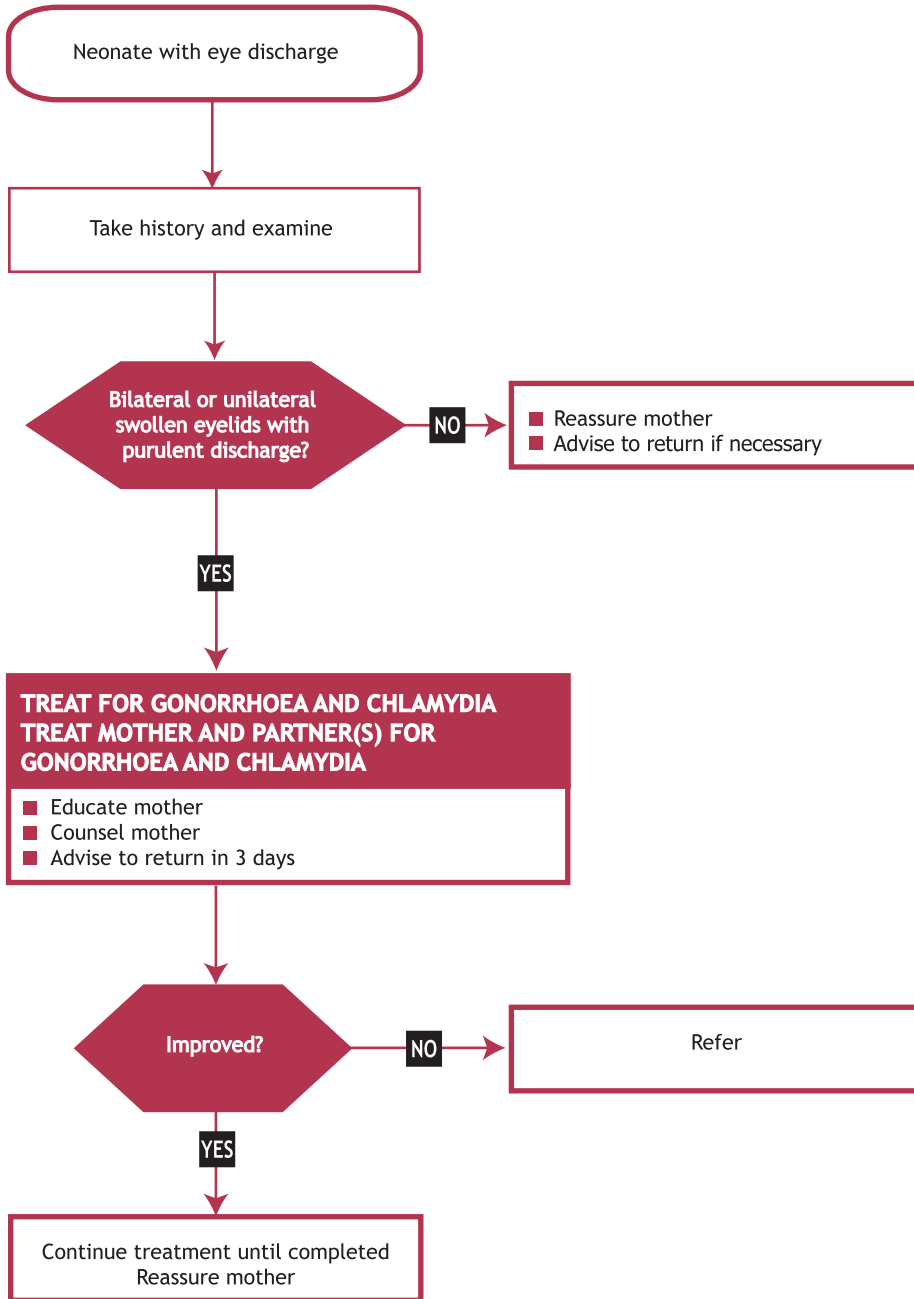 Neonate with eye discharge
Take history and examine
Bilateral or unilateral
swollen eyelids with
purulent discharge?
NO
Reassure mother
Advise to return if necessary
YES
TREAT FOR GONORRHOEA AND CHLAMYDIA
TREAT MOTHER AND PARTNER(S) FOR
GONORRHOEA AND CHLAMYDIA
Educate mother
Counsel mother
Advise to return in 3 days
Improved?
NO
Refer
YES
Continue treatment until completed
Reassure mother